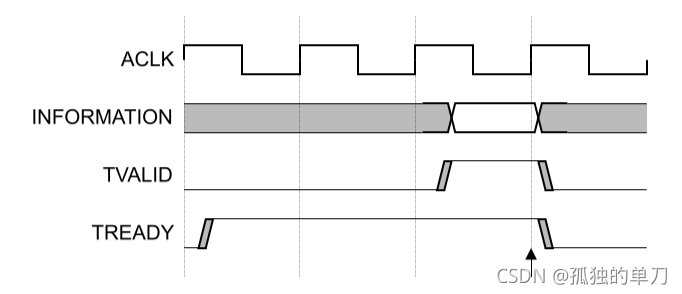 ACLK
INFORMATION
TVALID
TREADY
CSDN @孤独的单刀